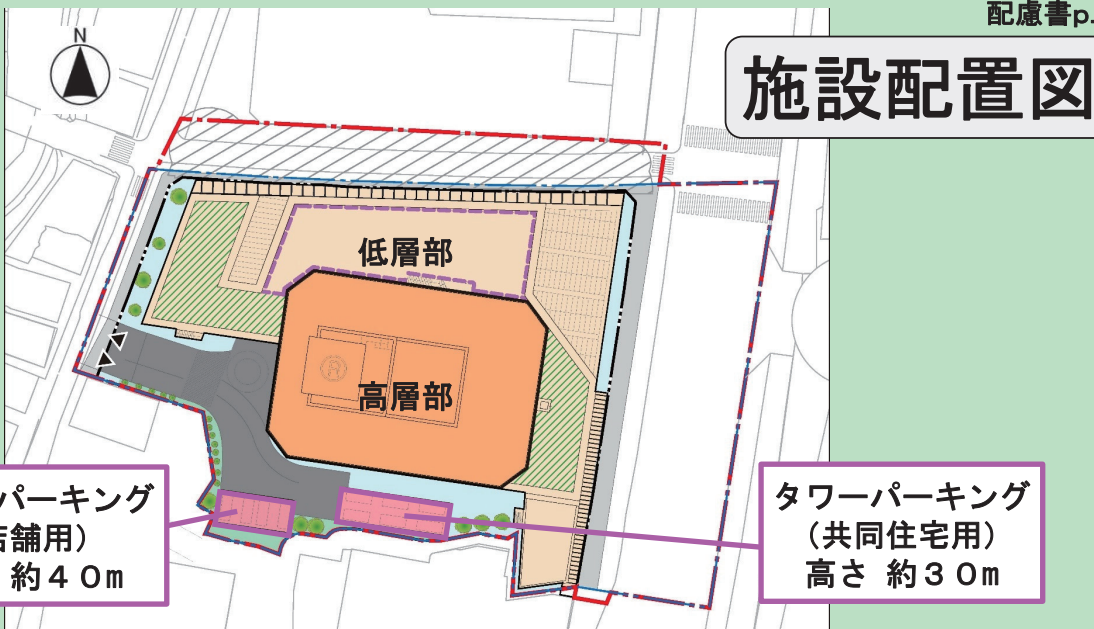 配慮書p.
施設配置図
N
低層部
高層部
パーキング
店舗用）
約４０m
タワーパーキング
（共同住宅用）
高さ 約３０m